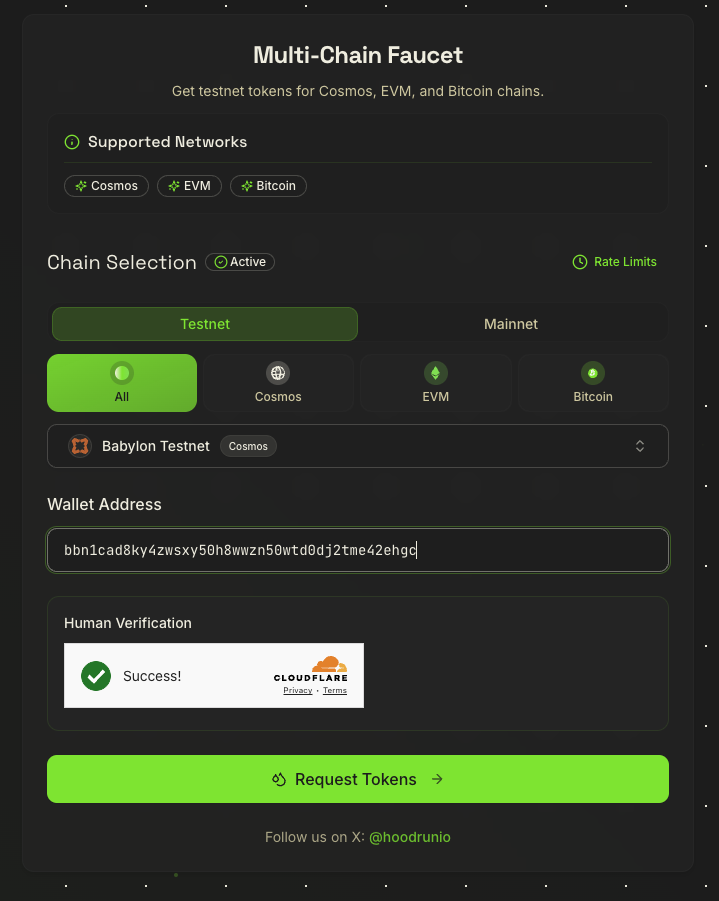 Multi-Chain Faucet
Get testnet tokens for Cosmos, EVM, and Bitcoin chains.
Supported Networks
Cosmos EVM Bitcoin
Chain Selection Active Rate Limits
Testnet Mainnet
All Cosmos EVM Bitcoin
Babylon Testnet Cosmos
Wallet Address
bbn1cad8ky4zwsxy50h8wwzn50wtd0dj2tme42ehgc
Human Verification
Success!
CLOUDFLARE
Privacy • Terms
Request Tokens
Follow us on X: @hoodrunio